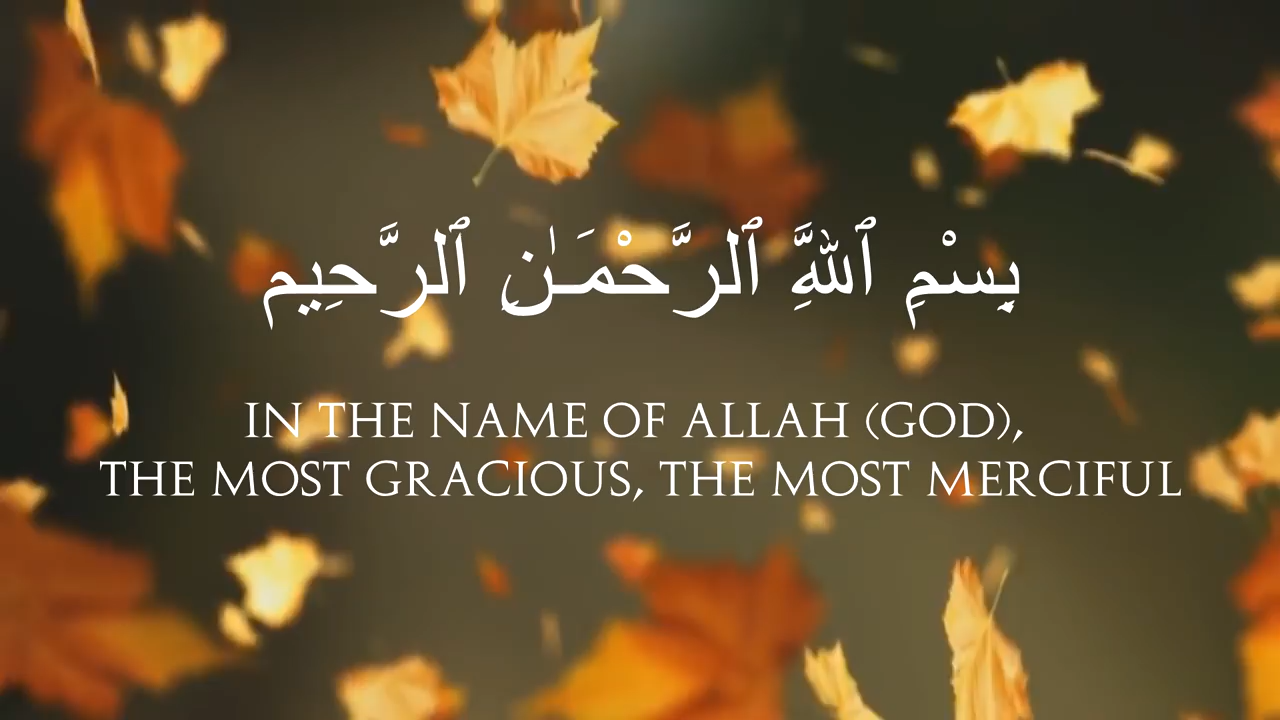 بِسْمِ ٱللَّهِ ٱلرَّحْمَـٰنِ ٱلرَّحِيم
IN THE NAME OF ALLAH (GOD),
THE MOST GRACIOUS, THE MOST MERCIFUL